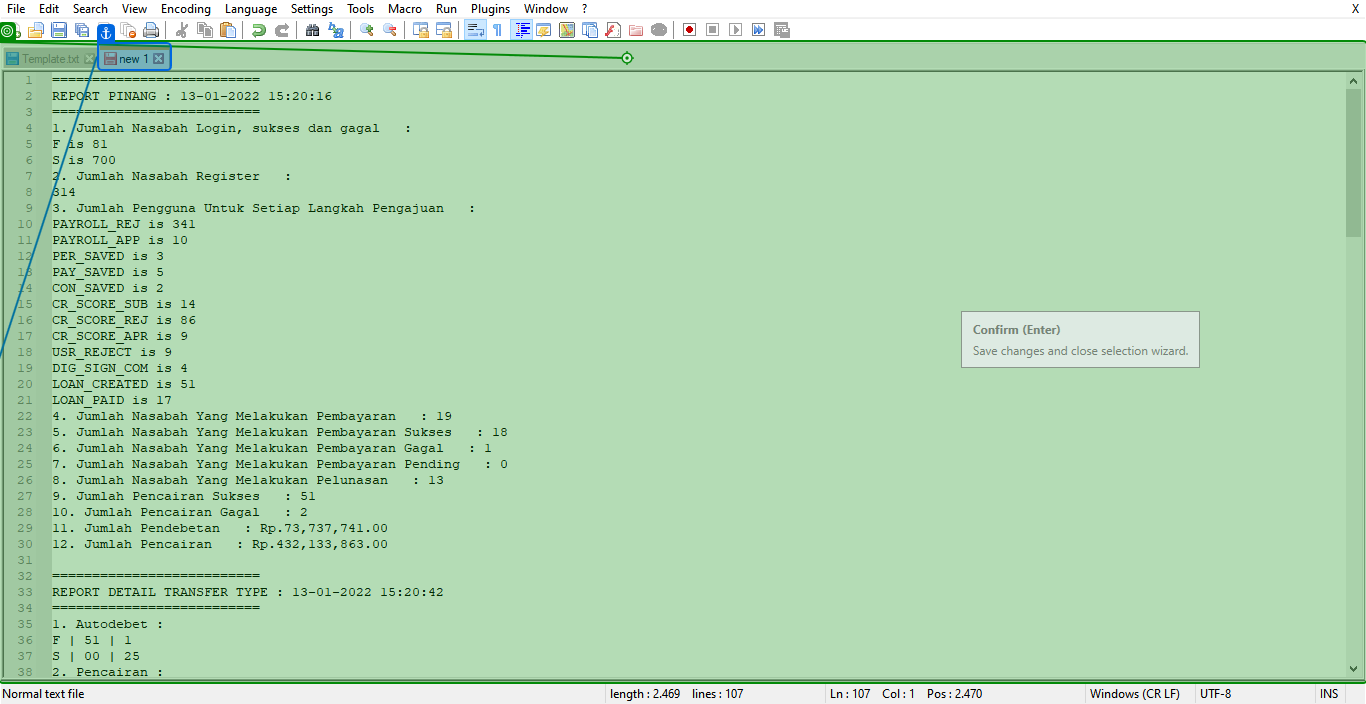 File Edit Search View Encoding Language Settings Tools Macro Run Plugins Window ? X
Template.txt new 1
1 ==========================
2 REPORT PINANG : 13-01-2022 15:20:16
3 ==========================
4 1. Jumlah Nasabah Login, sukses dan gagal :
5 F is 81
6 S is 700
7 2. Jumlah Nasabah Register :
8 314
9 3. Jumlah Pengguna Untuk Setiap Langkah Pengajuan :
10 PAYROLL_REJ is 341
11 PAYROLL_APP is 10
12 PER_SAVED is 3
13 PAY_SAVED is 5
14 CON_SAVED is 2
15 CR_SCORE_SUB is 14
16 CR_SCORE_REJ is 86
17 CR_SCORE_APR is 9
18 USR_REJECT is 9
19 DIG_SIGN_COM is 4
20 LOAN_CREATED is 51
21 LOAN_PAID is 17
22 4. Jumlah Nasabah Yang Melakukan Pembayaran : 19
23 5. Jumlah Nasabah Yang Melakukan Pembayaran Sukses : 18
24 6. Jumlah Nasabah Yang Melakukan Pembayaran Gagal : 1
25 7. Jumlah Nasabah Yang Melakukan Pembayaran Pending : 0
26 8. Jumlah Nasabah Yang Melakukan Pelunasan : 13
27 9. Jumlah Pencairan Sukses : 51
28 10. Jumlah Pencairan Gagal : 2
29 11. Jumlah Pendebetan : Rp.73,737,741.00
30 12. Jumlah Pencairan : Rp.432,133,863.00
31
32 ==========================
33 REPORT DETAIL TRANSFER TYPE : 13-01-2022 15:20:42
34 ==========================
35 1. Autodebet :
36 F | 51 | 1
37 S | 00 | 25
38 2. Pencairan :
Confirm (Enter)
Save changes and close selection wizard.
Normal text file length : 2.469 lines : 107 Ln : 107 Col : 1 Pos : 2.470 Windows (CR LF) UTF-8 INS